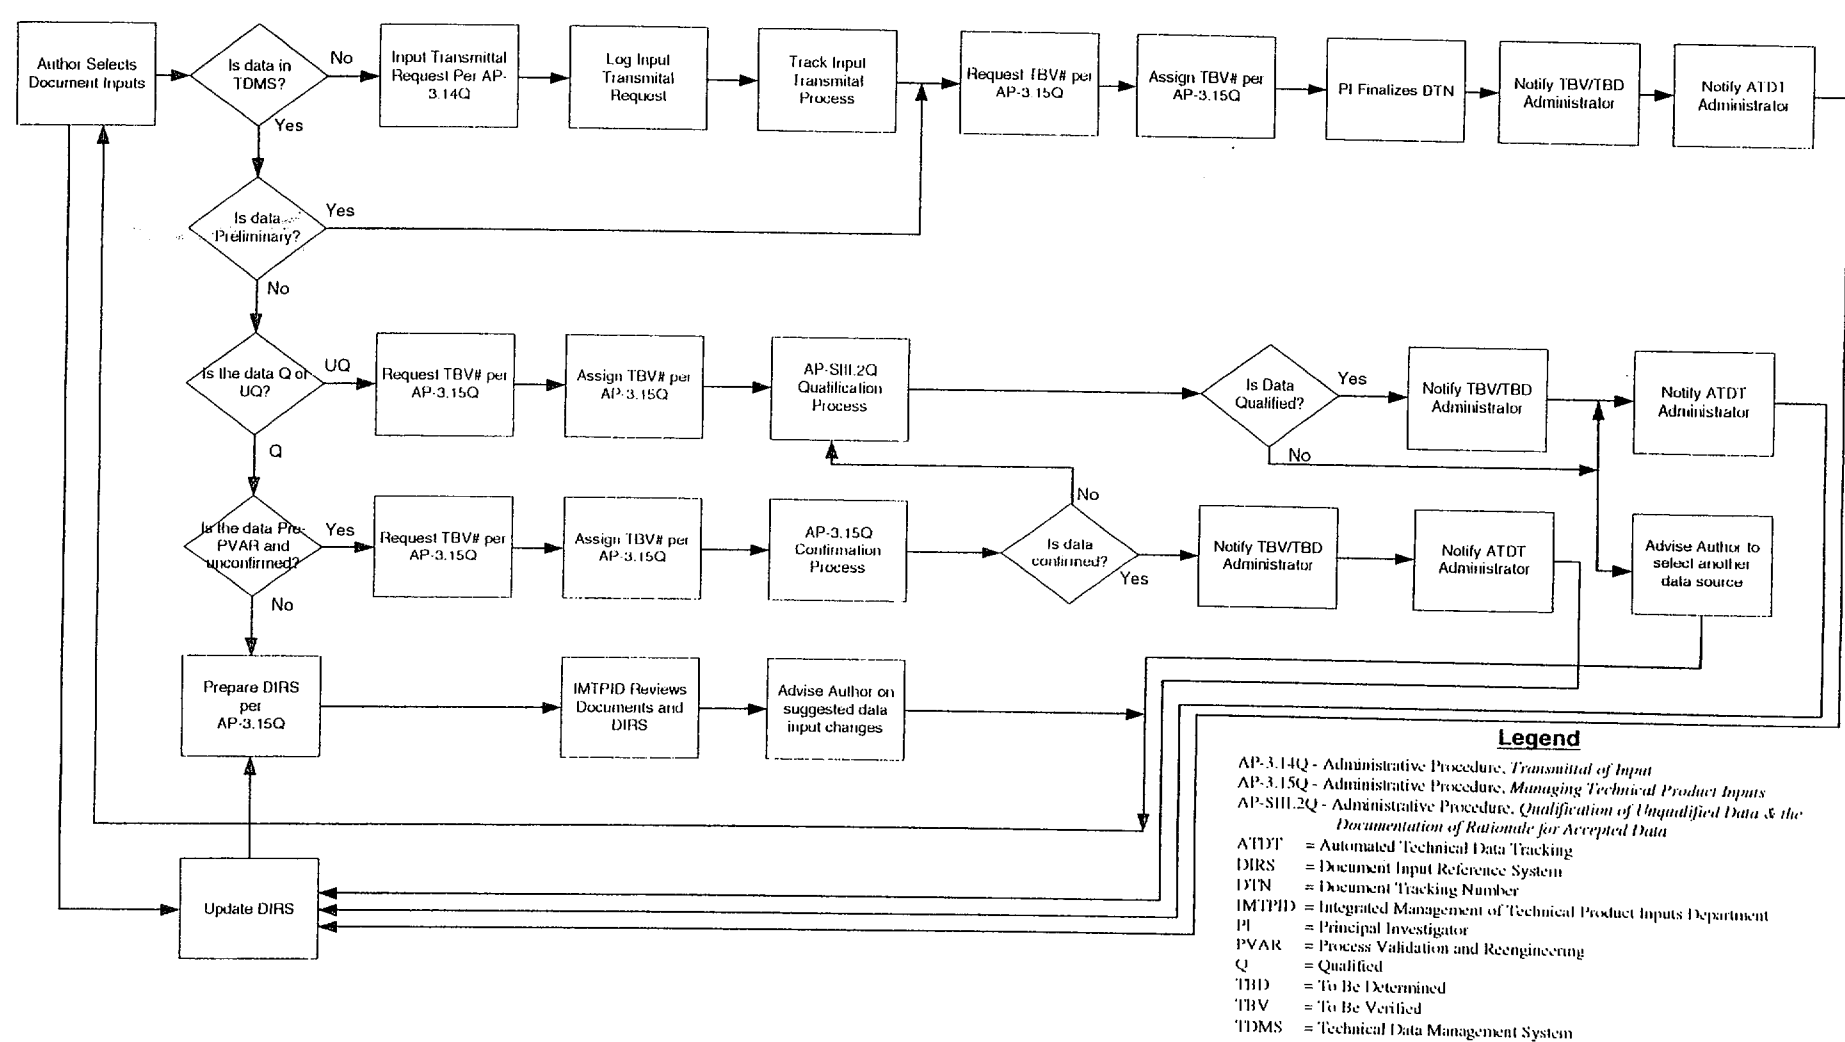 Author Selects
Document Inputs
Is data in
TDMS?
No
Yes
Input Transmittal
Request Per AP-
3.14Q
Log Input
Transmital
Request
Track Input
Transmital
Process
Request TBV# per
AP-3.15Q
Assign TBV# per
AP-3.15Q
PI Finalizes DTN
Notify TBV/TBD
Administrator
Notify ATDT
Administrator
Is data
Preliminary?
Yes
No
Is the data Q or
UQ?
UQ
Q
Request TBV# per
AP-3.15Q
Assign TBV# per
AP-3.15Q
AP-SIII.2Q
Qualification
Process
Is Data
Qualified?
Yes
No
Notify TBV/TBD
Administrator
Notify ATDT
Administrator
Is the data Pre-
PVAR and
unconfirmed?
Yes
No
Request TBV# per
AP-3.15Q
Assign TBV# per
AP-3.15Q
AP-3.15Q
Confirmation
Process
Is data
confirmed?
No
Yes
Notify TBV/TBD
Administrator
Notify ATDT
Administrator
Advise Author to
select another
data source
Prepare DIRS
per
AP-3.15Q
IMTPID Reviews
Documents and
DIRS
Advise Author on
suggested data
input changes
Update DIRS
Legend
AP-3.14Q - Administrative Procedure, Transmittal of Input
AP-3.15Q - Administrative Procedure, Managing Technical Product Inputs
AP-SIII.2Q - Administrative Procedure, Qualification of Unqualified Data & the
Documentation of Rationale for Accepted Data
ATDT = Automated Technical Data Tracking
DIRS = Document Input Reference System
DTN = Document Tracking Number
IMTPID = Integrated Management of Technical Product Inputs Department
PI = Principal Investigator
PVAR = Process Validation and Reengineering
Q = Qualified
TBD = To Be Determined
TBV = To Be Verified
TDMS = Technical Data Management System